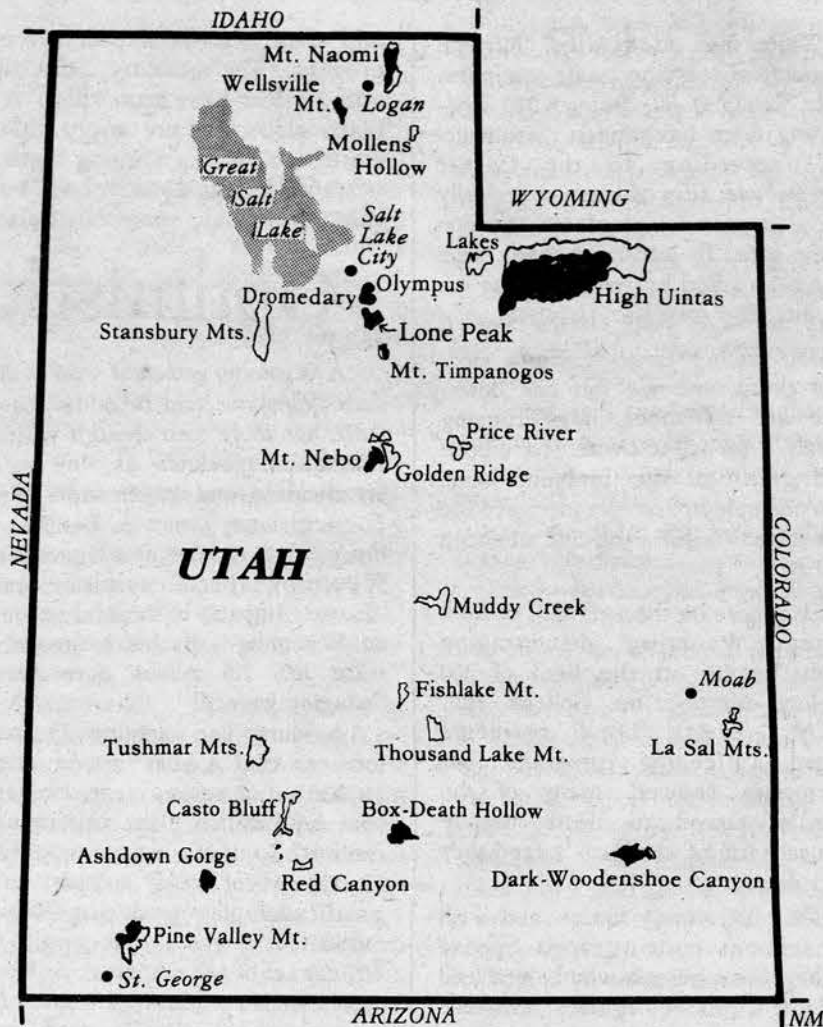 IDAHO
Mt. Naomi
Wellsville
Mt.
Logan
Mollens
Hollow
Great
Salt
Lake
WYOMING
Salt
Lake
City
Lakes
Olympus
Dromedary
High Uintas
Stansbury Mts.
Lone Peak
Mt. Timpanogos
Price River
Mt. Nebo
Golden Ridge
NEVADA
COLORADO
UTAH
Muddy Creek
Fishlake Mt.
Moab
Tushmar Mts.
Thousand Lake Mt.
La Sal Mts.
Casto Bluff
Box-Death Hollow
Ashdown Gorge
Red Canyon
Dark-Woodenshoe Canyon
Pine Valley Mt.
St. George
ARIZONA
NM